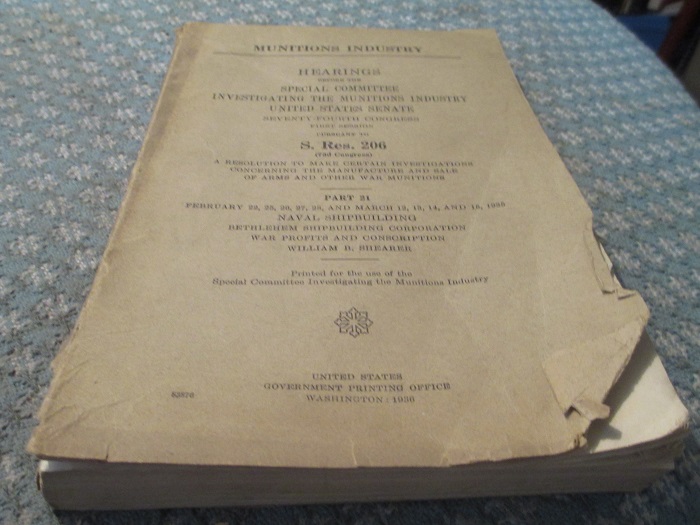 MUNITIONS INDUSTRY
HEARINGS
BEFORE THE
SPECIAL COMMITTEE
INVESTIGATING THE MUNITIONS INDUSTRY
UNITED STATES SENATE
SEVENTY-FOURTH CONGRESS
FIRST SESSION
PURSUANT TO
S. Res. 206
(73d Congress)
A RESOLUTION TO MAKE CERTAIN INVESTIGATIONS
CONCERNING THE MANUFACTURE AND SALE
OF ARMS AND OTHER WAR MUNITIONS
PART 21
FEBRUARY 25, 26, 27, 28, AND MARCH 12, 13, 14, AND 15, 1935
NAVAL SHIPBUILDING
BETHLEHEM SHIPBUILDING CORPORATION
WAR PROFITS AND CONSCRIPTION
WILLIAM B. SHEARER
Printed for the use of the
Special Committee Investigating the Munitions Industry
UNITED STATES
GOVERNMENT PRINTING OFFICE
83876
WASHINGTON : 1936